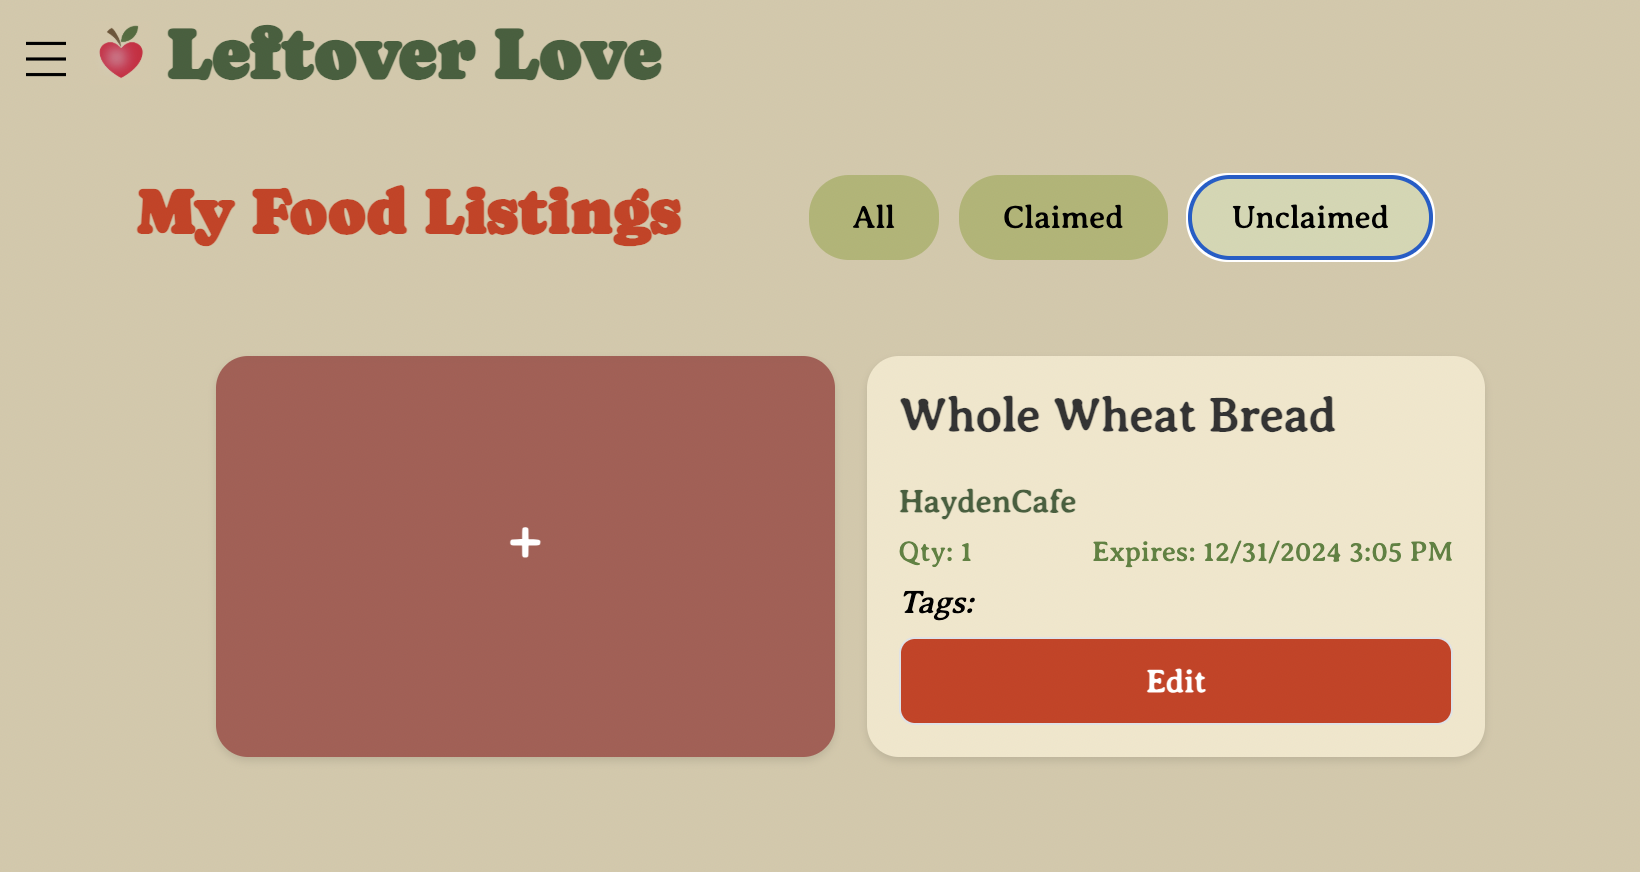 Leftover Love
My Food Listings
All
Claimed
Unclaimed
+
Whole Wheat Bread
HaydenCafe
Qty: 1 Expires: 12/31/2024 3:05 PM
Tags:
Edit